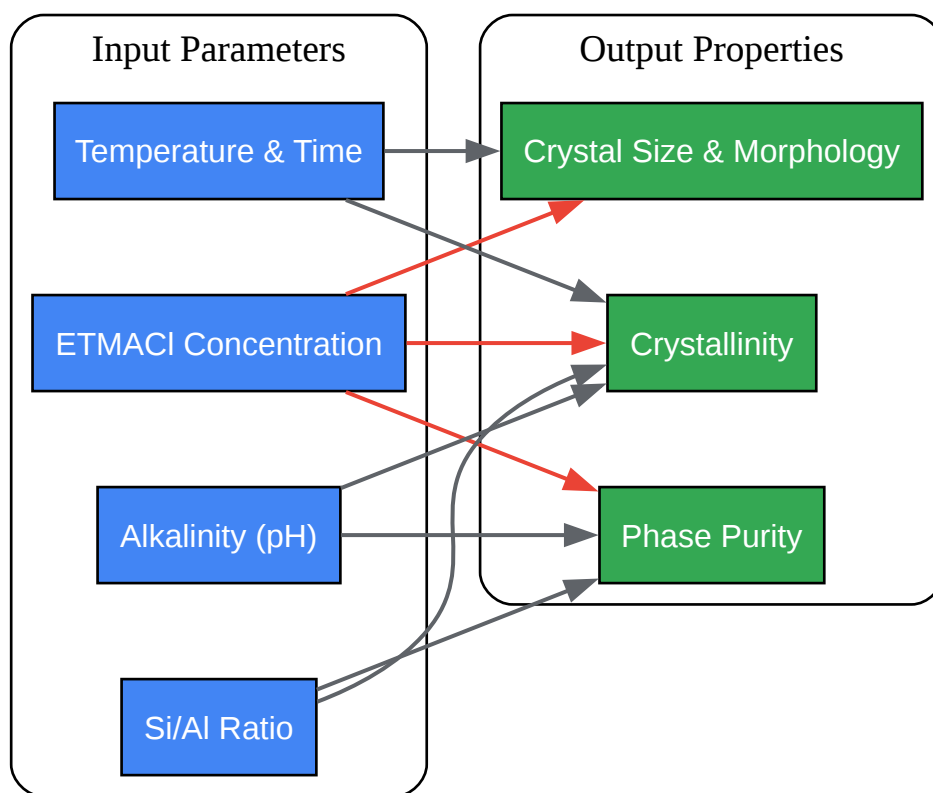 Input Parameters
Output Properties
Temperature & Time
Crystal Size & Morphology
ETMACl Concentration
Crystallinity
Alkalinity (pH)
Phase Purity
Si/Al Ratio